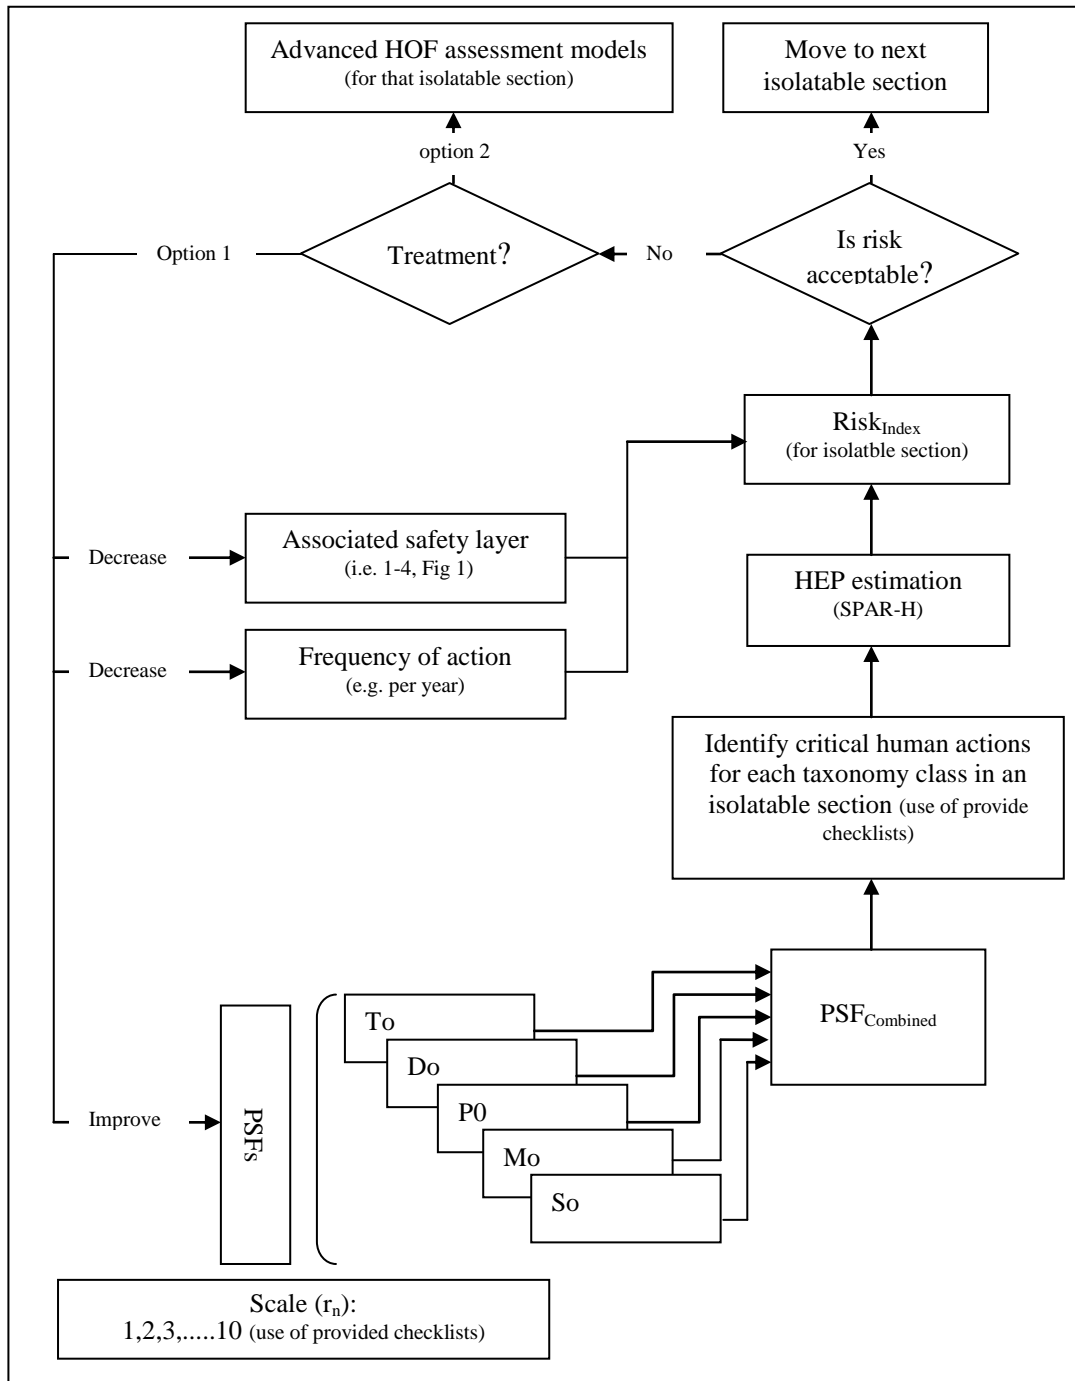 Advanced HOF assessment models
(for that isolatable section)
Move to next
isolatable section
option 2
Yes
Option 1
Treatment?
No
Is risk
acceptable?
RiskIndex
(for isolatble section)
Decrease
Associated safety layer
(i.e. 1-4, Fig 1)
HEP estimation
(SPAR-H)
Decrease
Frequency of action
(e.g. per year)
Identify critical human actions
for each taxonomy class in an
isolatable section (use of provide
checklists)
To
Do
P0
Mo
So
PSFCombined
Improve
PSFs
Scale (rn):
1,2,3,.....10 (use of provided checklists)